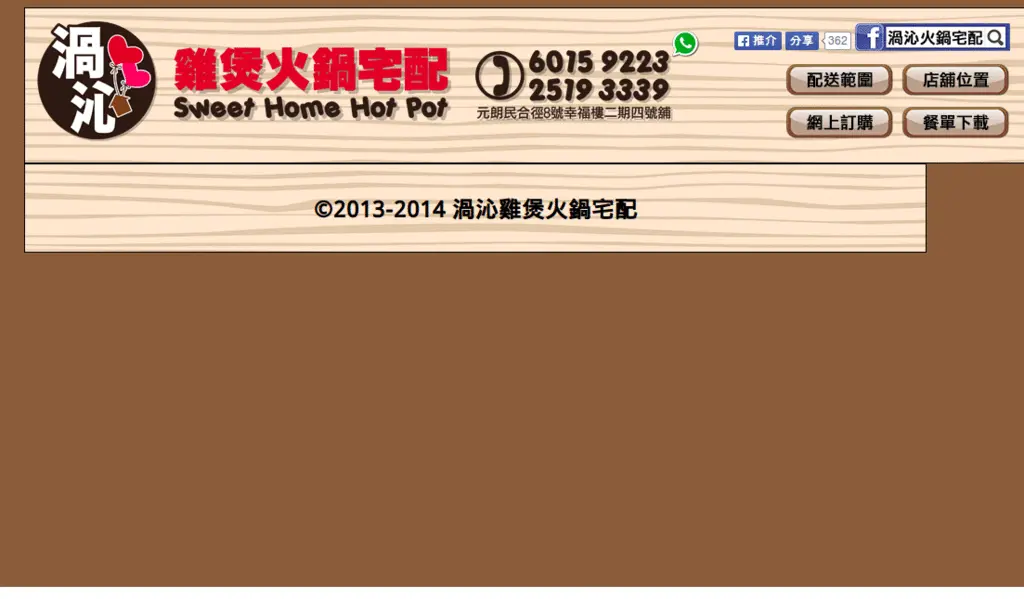 渦沁
雞煲火鍋宅配
Sweet Home Hot Pot
6015 9223
2519 3339
元朗民合徑8號幸福樓二期四號舖
推介 分享 362
f 渦沁火鍋宅配
配送範圍 店舖位置
網上訂購 餐單下載
©2013-2014 渦沁雞煲火鍋宅配